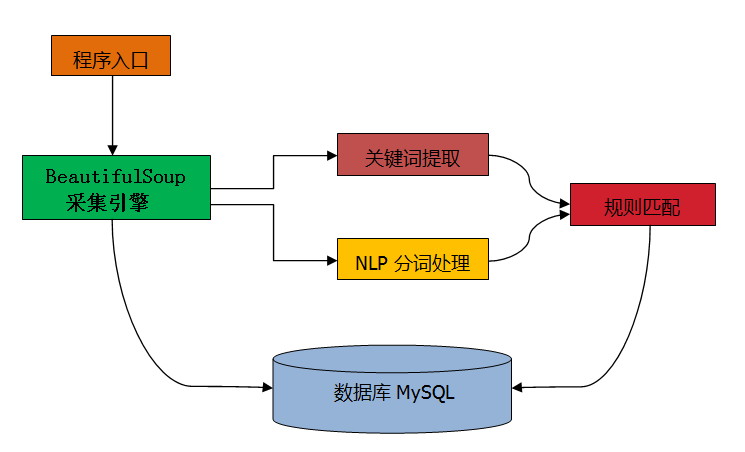 程序入口
BeautifulSoup
采集引擎
关键词提取
NLP 分词处理
规则匹配
数据库 MySQL